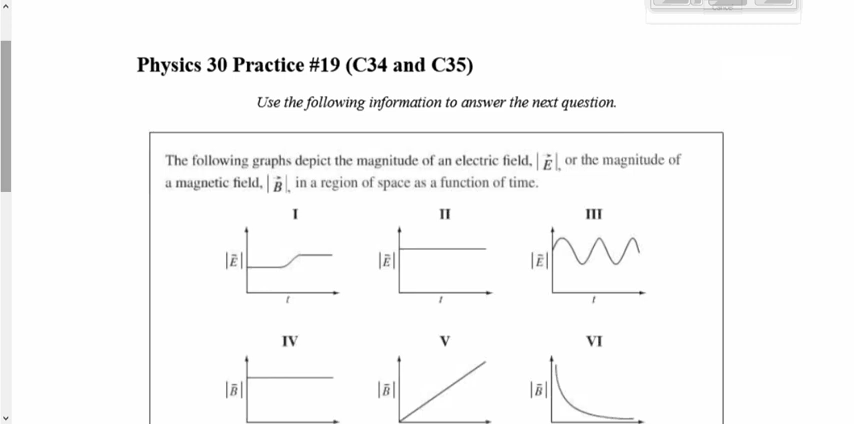 Physics 30 Practice #19 (C34 and C35)
Use the following information to answer the next question.
The following graphs depict the magnitude of an electric field, |E|, or the magnitude of
a magnetic field, |B|, in a region of space as a function of time.
I II III
|E| |E| |E|
t t t
IV V VI
|B| |B| |B|